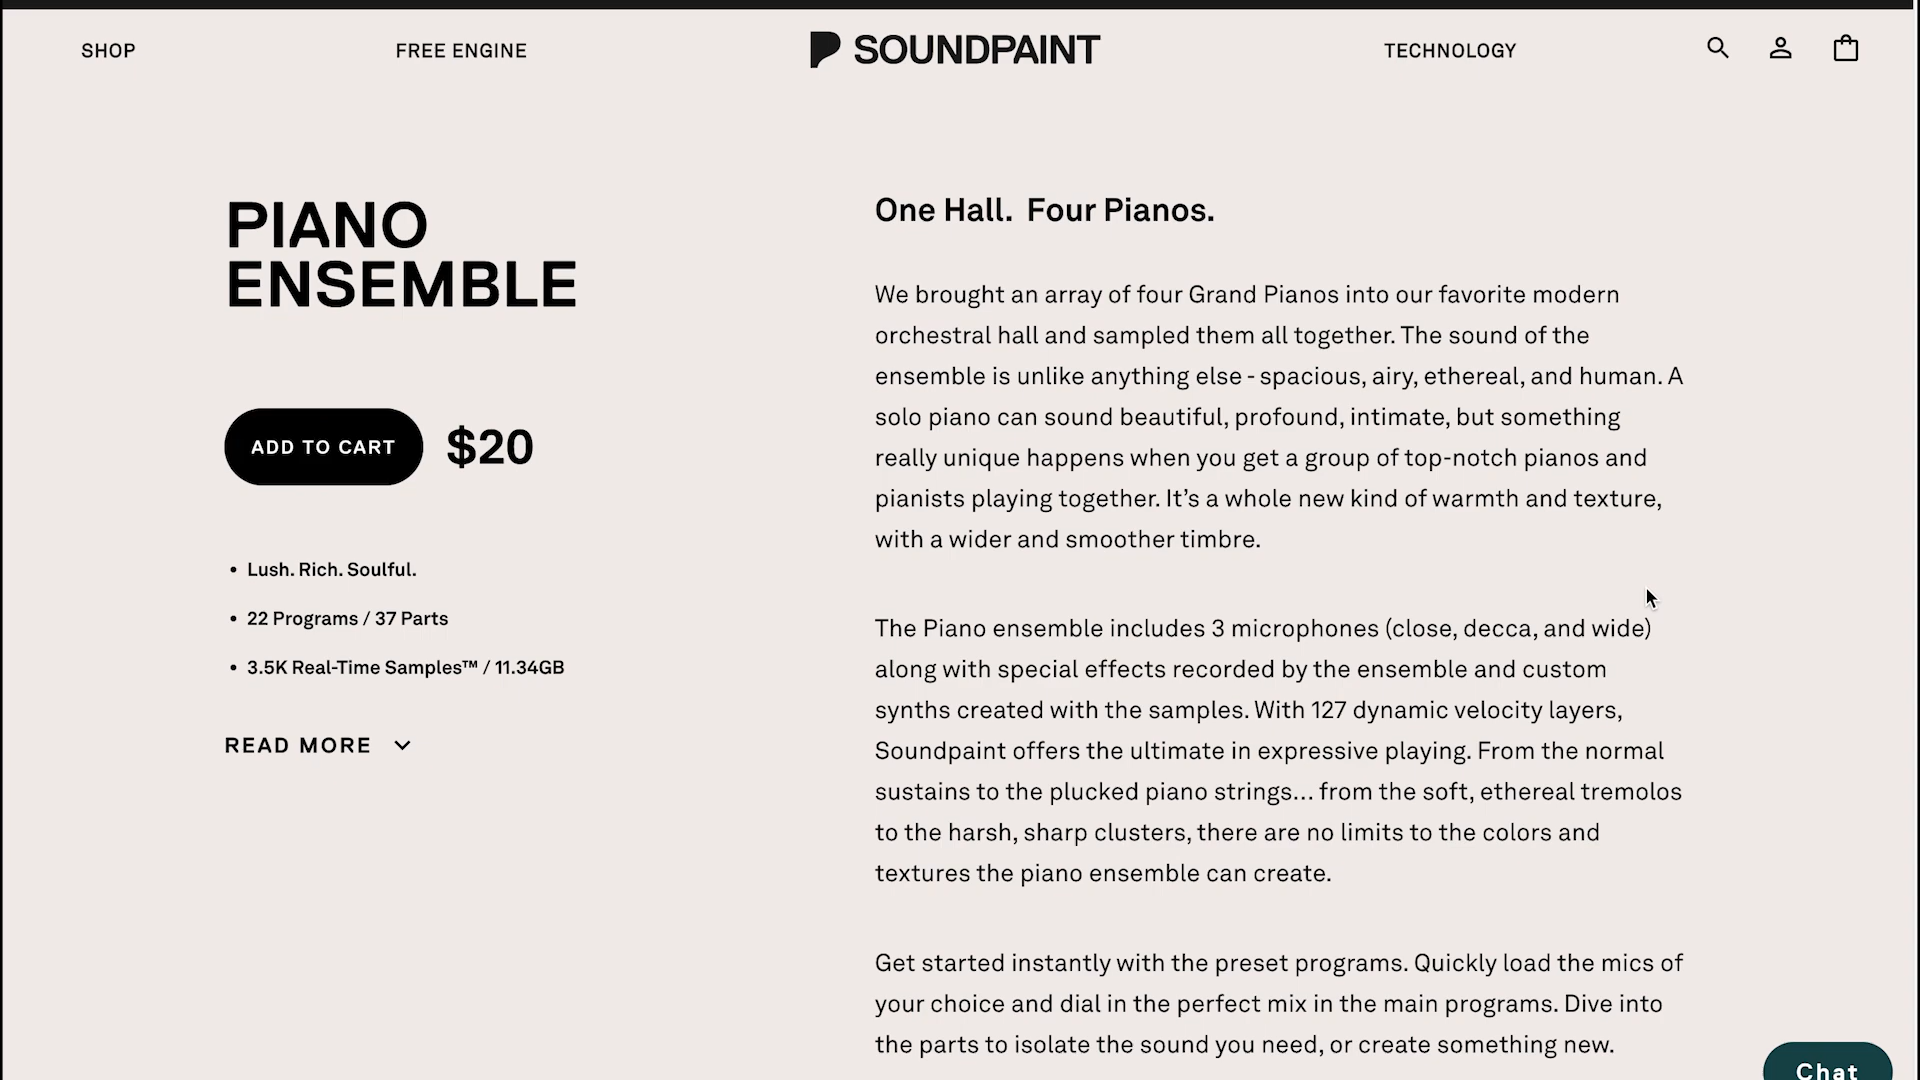 SHOP
FREE ENGINE
SOUNDPAINT
TECHNOLOGY
PIANO
ENSEMBLE
ADD TO CART
$20
• Lush. Rich. Soulful.
• 22 Programs / 37 Parts
• 3.5K Real-Time Samples™ / 11.34GB
READ MORE
One Hall. Four Pianos.
We brought an array of four Grand Pianos into our favorite modern
orchestral hall and sampled them all together. The sound of the
ensemble is unlike anything else - spacious, airy, ethereal, and human. A
solo piano can sound beautiful, profound, intimate, but something
really unique happens when you get a group of top-notch pianos and
pianists playing together. It’s a whole new kind of warmth and texture,
with a wider and smoother timbre.
The Piano ensemble includes 3 microphones (close, decca, and wide)
along with special effects recorded by the ensemble and custom
synths created with the samples. With 127 dynamic velocity layers,
Soundpaint offers the ultimate in expressive playing. From the normal
sustains to the plucked piano strings... from the soft, ethereal tremolos
to the harsh, sharp clusters, there are no limits to the colors and
textures the piano ensemble can create.
Get started instantly with the preset programs. Quickly load the mics of
your choice and dial in the perfect mix in the main programs. Dive into
the parts to isolate the sound you need, or create something new.
Chat